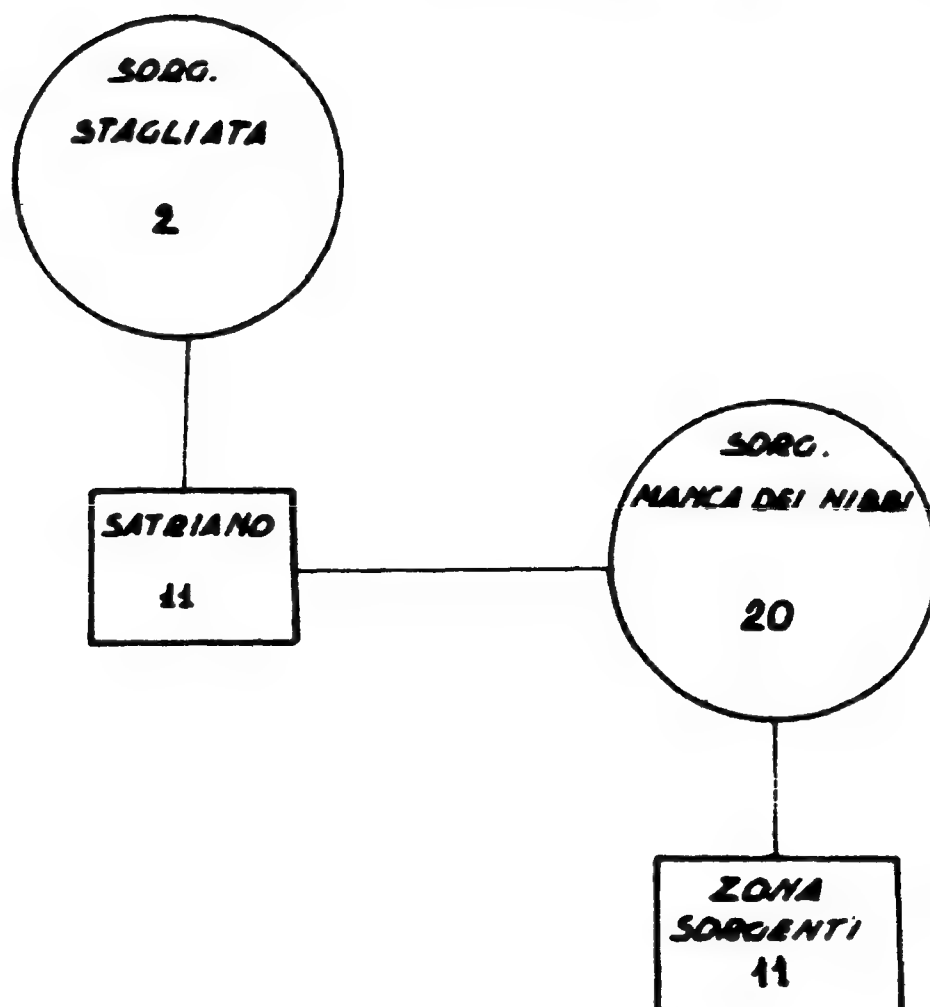 SORG.
STAGLIATA
2
SATRIANO
11
SORG.
MANCA DEI NIBBI
20
ZONA
SORGENTI
11